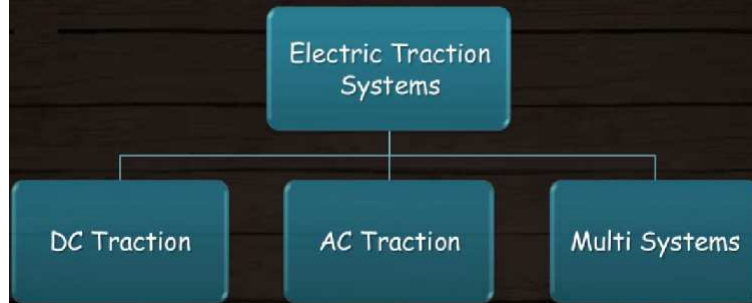 Electric Traction
Systems
DC Traction
AC Traction
Multi Systems